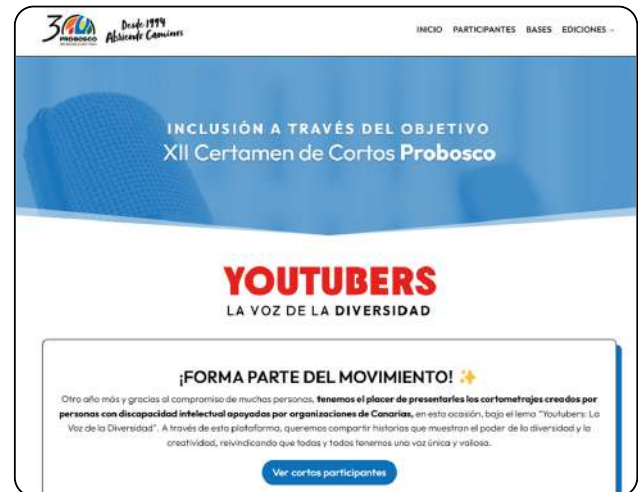 30 PROBOSCO Desde 1994 Abriendo Caminos
INICIO PARTICIPANTES BASES EDICIONES
INCLUSIÓN A TRAVÉS DEL OBJETIVO
XII Certamen de Cortos Probosco
YOUTUBERS
LA VOZ DE LA DIVERSIDAD
¡FORMA PARTE DEL MOVIMIENTO! ✨
Otro año más y gracias al compromiso de muchas personas, tenemos el placer de presentarles los cortometrajes creados por
personas con discapacidad intelectual apoyadas por organizaciones de Canarias, en esta ocasión, bajo el lema "Youtubers: La
Voz de la Diversidad". A través de esta plataforma, queremos compartir historias que muestran el poder de la diversidad y la
creatividad, reivindicando que todas y todos tenemos una voz única y valiosa.
Ver cortos participantes